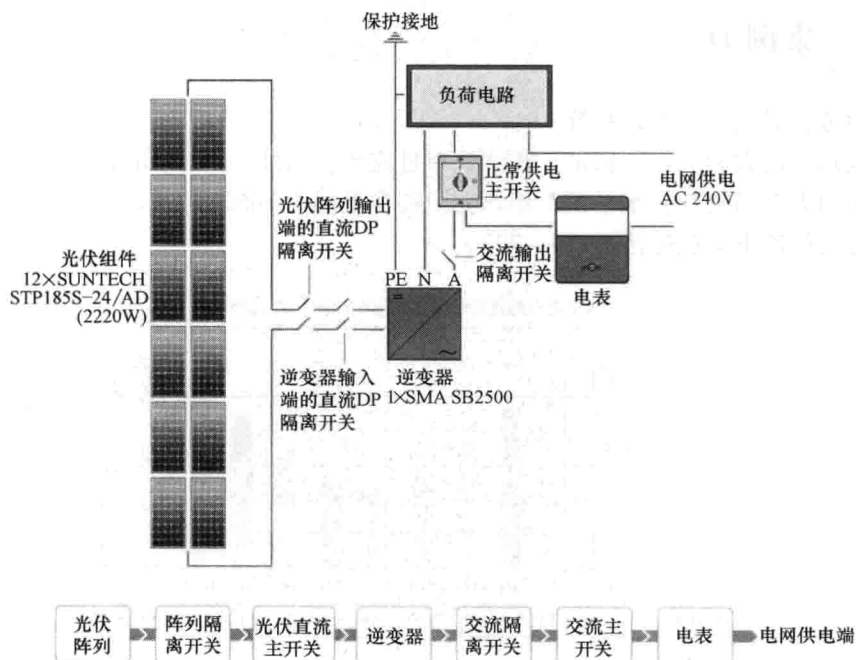 保护接地
负荷电路
正常供电
主开关
电网供电
AC 240V
光伏阵列输出
端的直流DP
隔离开关
交流输出
隔离开关
电表
光伏组件
12×SUNTECH
STP185S-24/AD
(2220W)
PE N A
逆变器输入
端的直流DP
隔离开关
逆变器
1×SMA SB2500
光伏
阵列
阵列隔
离开关
光伏直流
主开关
逆变器
交流隔
离开关
交流主
开关
电表
电网供电端